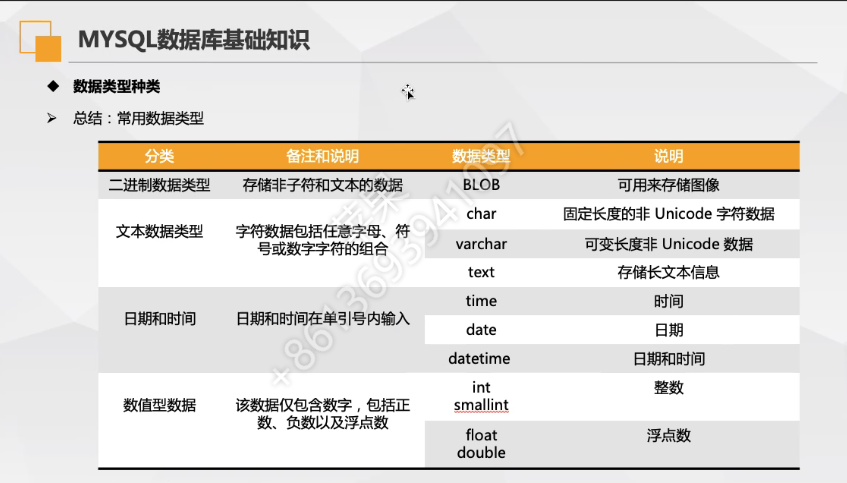 MYSQL数据库基础知识
数据类型种类
总结：常用数据类型
分类 备注和说明 数据类型 说明
二进制数据类型 存储非子符和文本的数据 BLOB 可用来存储图像
文本数据类型 字符数据包括任意字母、符
号或数字字符的组合
char 固定长度的非 Unicode 字符数据
varchar 可变长度非 Unicode 数据
text 存储长文本信息
日期和时间 日期和时间在单引号内输入
time 时间
date 日期
datetime 日期和时间
数值型数据 该数据仅包含数字，包括正
数、负数以及浮点数
int 整数
smallint
float 浮点数
double
苹果
+8613693941097